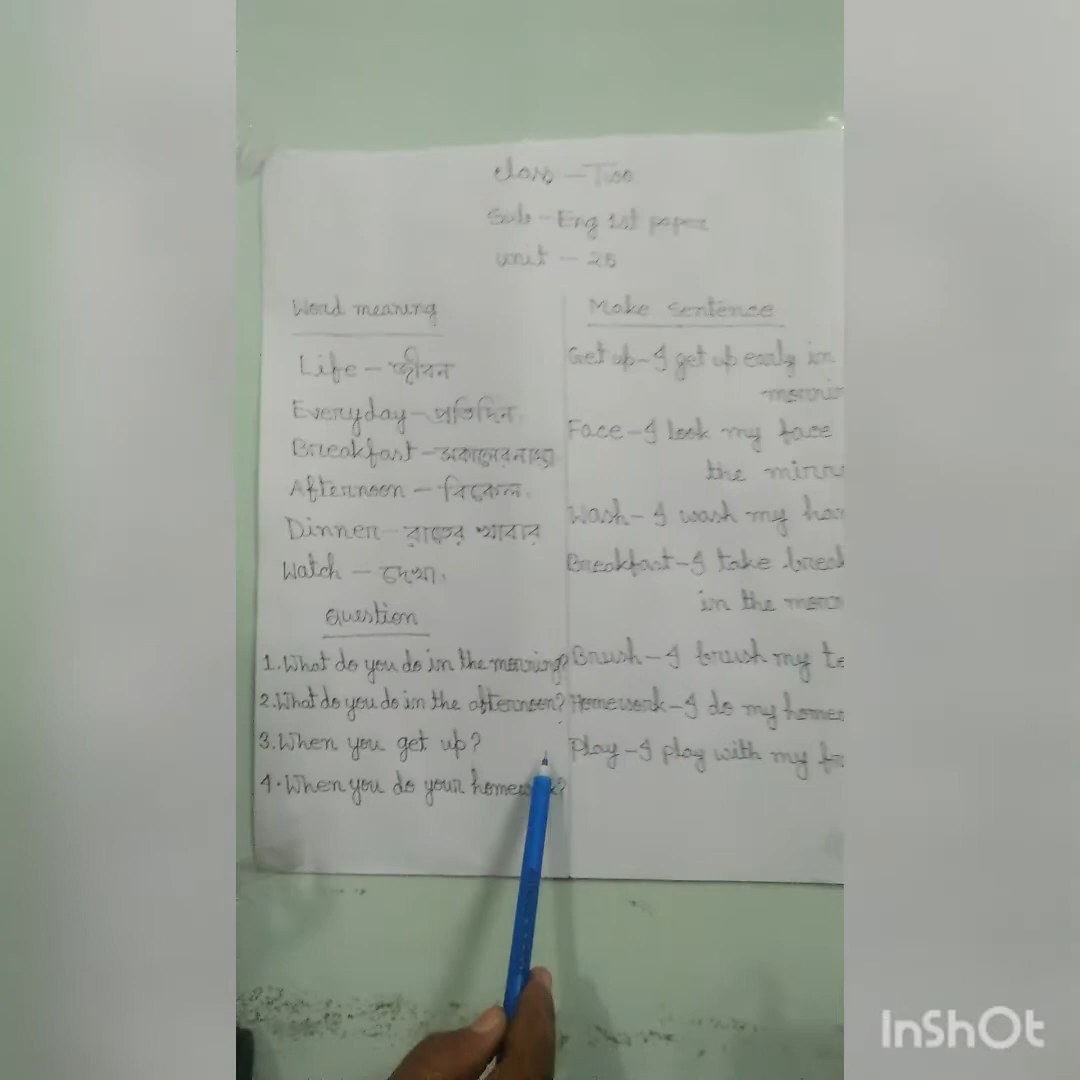 Class - Two
Sub - Eng 1st paper
Unit - 25
Word meaning
Life - জীবন
Everyday - প্রতিদিন
Breakfast - সকালের নাস্তা
Afternoon - বিকেল
Dinner - রাতের খাবার
Watch - দেখা
Question
1. What do you do in the morning?
2. What do you do in the afternoon?
3. When you get up?
4. When you do your homework?
Make sentence
Get up - I get up early in
Face - I look my face
the
Wash - I wash my
Breakfast - I take
in the
Brush - I brush my
Homework - I do my
Play - I play with my
InShOt